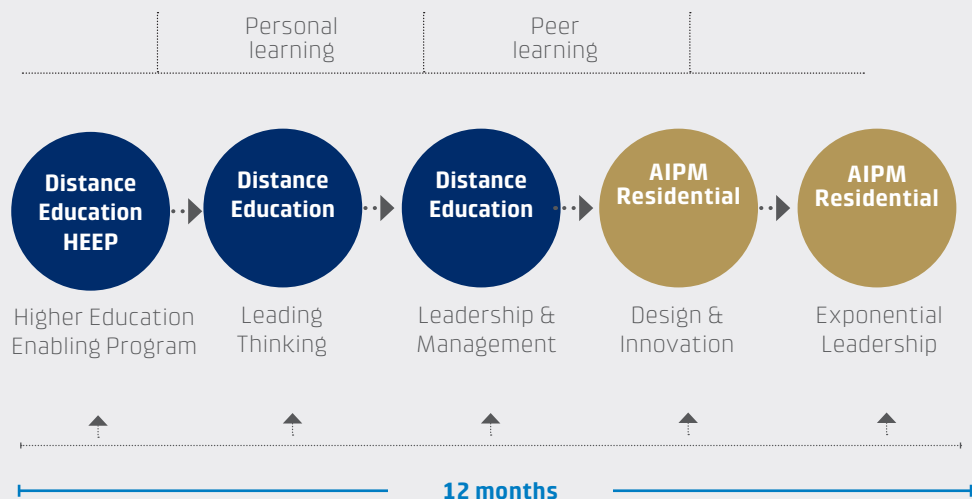 Personal
learning
Peer
learning
Distance
Education
HEEP
Distance
Education
Distance
Education
AIPM
Residential
AIPM
Residential
Higher Education
Enabling Program
Leading
Thinking
Leadership &
Management
Design &
Innovation
Exponential
Leadership
12 months